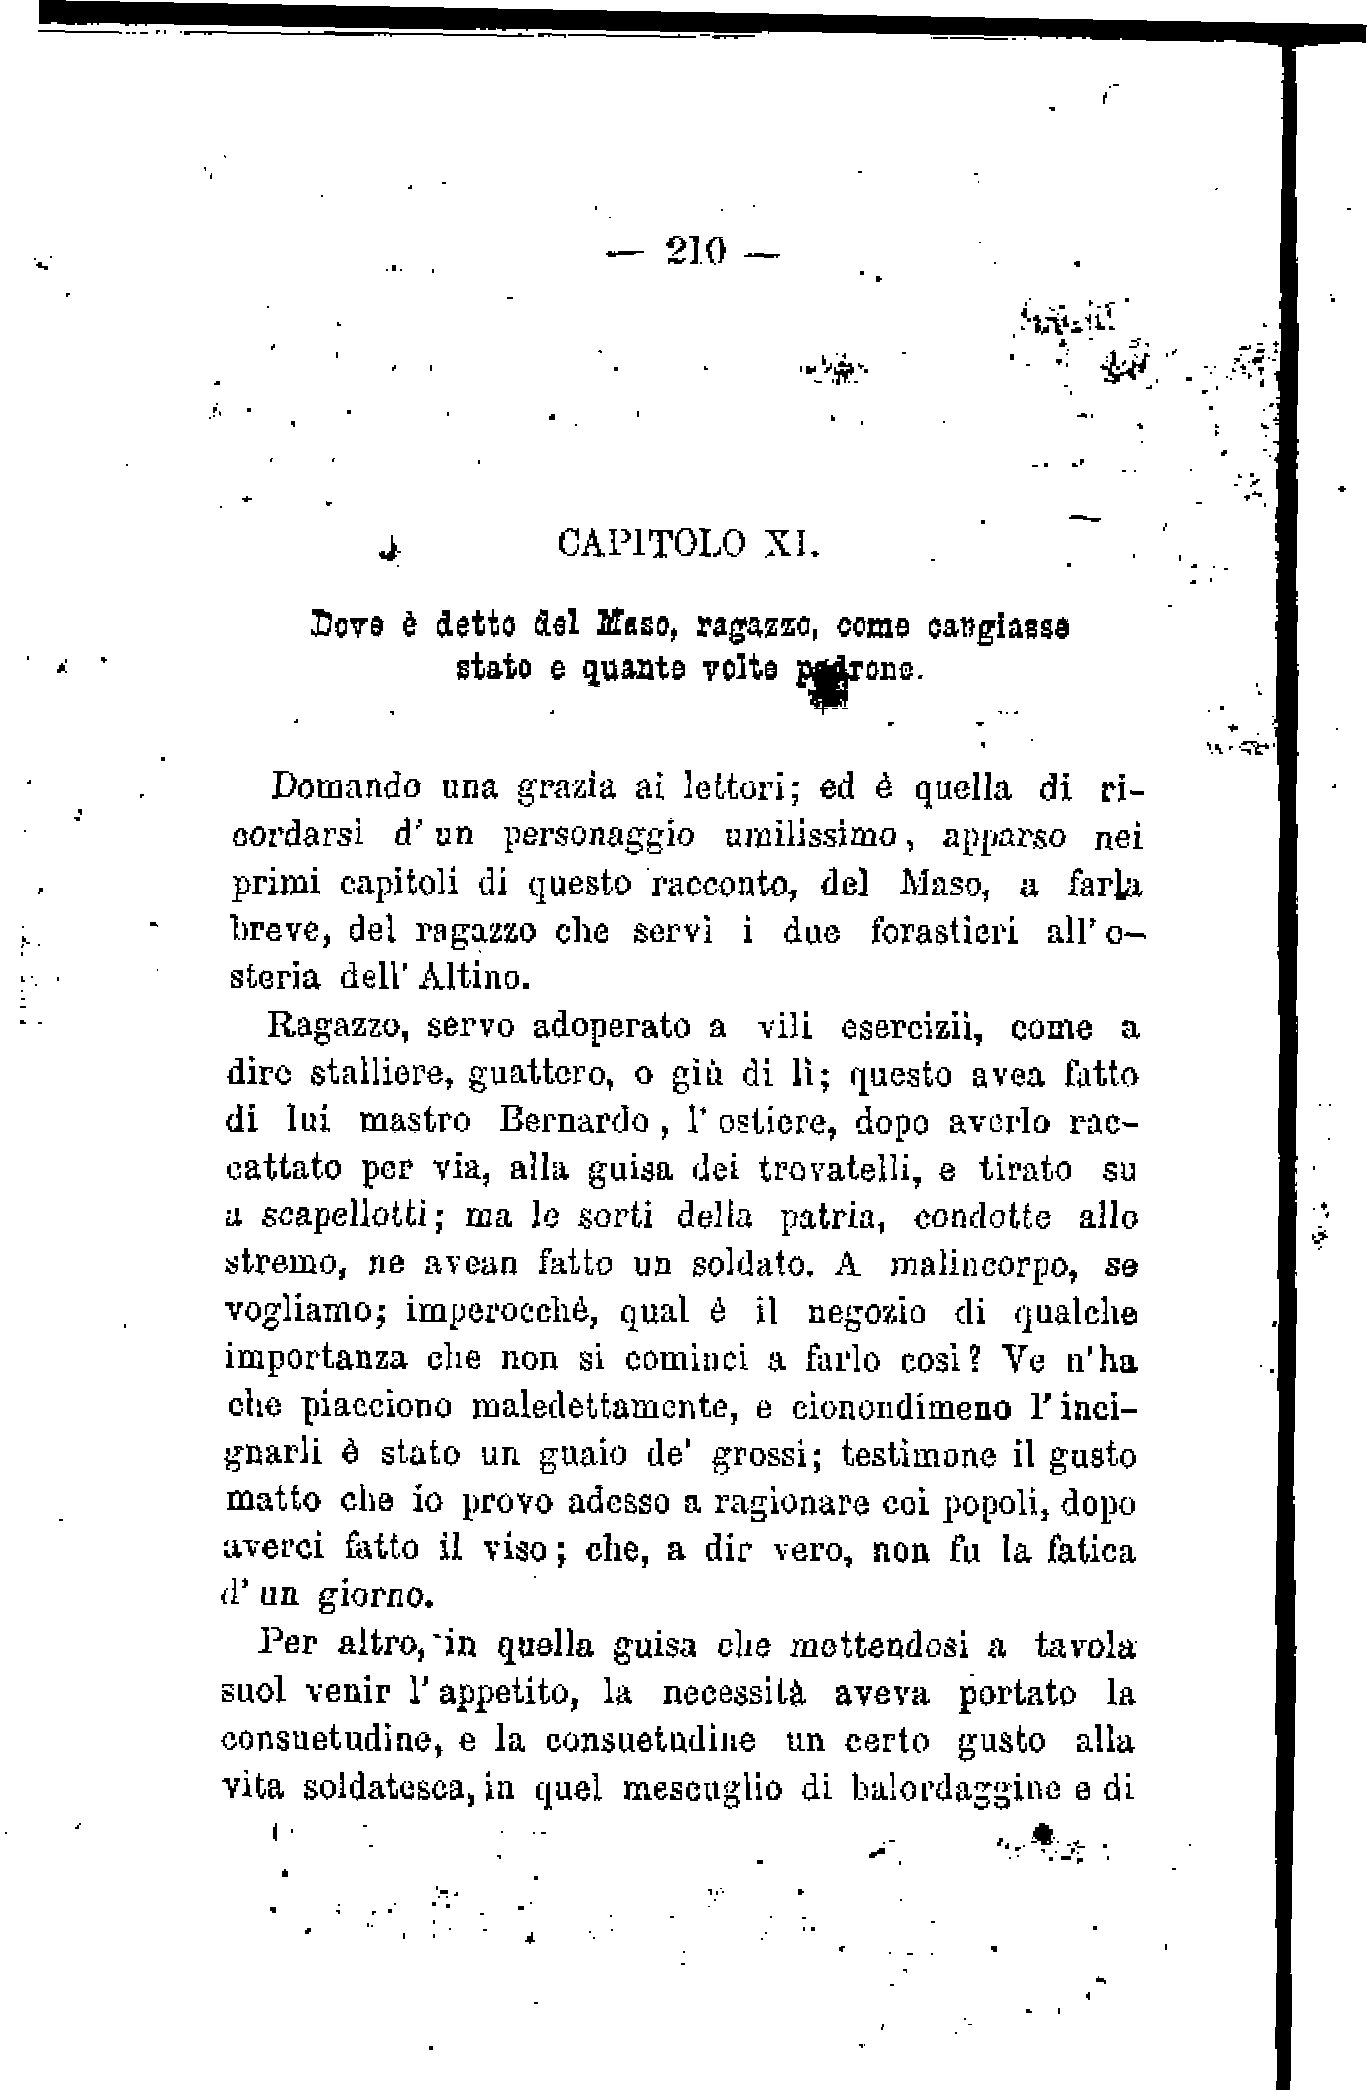 — 210 —
CAPITOLO XI.
Dove è detto del Maso, ragazzo, come cangiasse
stato e quante volte padrone.
Domando una grazia ai lettori; ed è quella di ri-
cordarsi d' un personaggio umilissimo, apparso nei
primi capitoli di questo racconto, del Maso, a farla
breve, del ragazzo che servì i due forastieri all' o-
steria dell' Altino.
Ragazzo, servo adoperato a vili esercizii, come a
dire stalliere, guattero, o giù di lì; questo avea fatto
di lui mastro Bernardo, l' ostiere, dopo averlo rac-
cattato per via, alla guisa dei trovatelli, e tirato su
a scapellotti; ma le sorti della patria, condotte allo
stremo, ne avean fatto un soldato. A malincorpo, se
vogliamo; imperocchè, qual è il negozio di qualche
importanza che non si cominci a farlo così? Ve n'ha
che piacciono maledettamente, e cionondimeno l' inci-
gnarli è stato un guaio de' grossi; testimone il gusto
matto che io provo adesso a ragionare coi popoli, dopo
averci fatto il viso; che, a dir vero, non fu la fatica
d' un giorno.
Per altro, in quella guisa che mettendosi a tavola
suol venir l' appetito, la necessità aveva portato la
consuetudine, e la consuetudine un certo gusto alla
vita soldatesca, in quel mescuglio di balordaggine e di